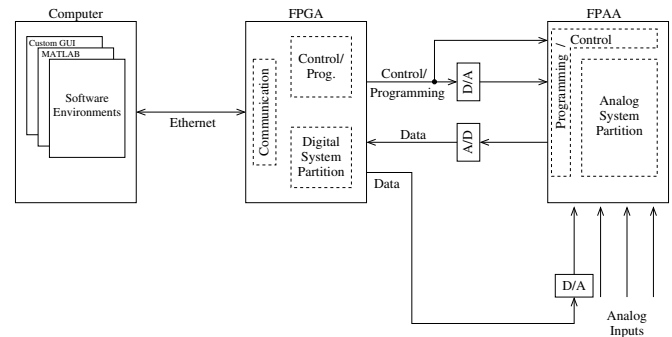 Computer
FPGA
FPAA
Custom GUI
MATLAB
Software
Environments
Ethernet
Communication
Control/
Prog.
Digital
System
Partition
Control/
Programming
D/A
Data
A/D
Data
Programming /
Control
Analog
System
Partition
D/A
Analog
Inputs